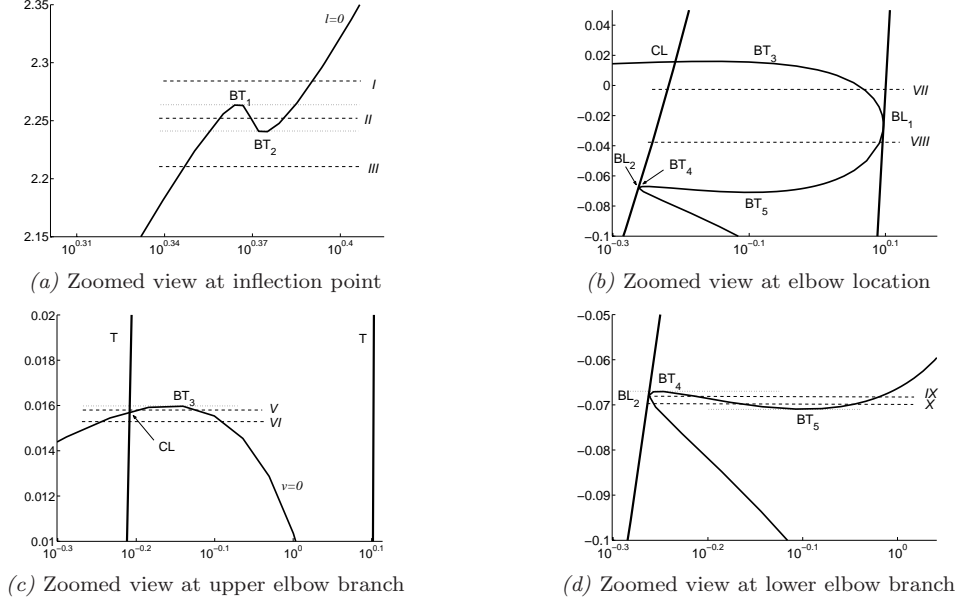 2.35
2.3
2.25
2.2
2.15
10^0.31
10^0.34
10^0.37
10^0.4
l=0
I
BT1
II
BT2
III
(a) Zoomed view at inflection point
0.04
0.02
0
−0.02
−0.04
−0.06
−0.08
−0.1
10^−0.3
10^−0.1
10^0.1
CL
BT3
VII
BL1
VIII
BL2
BT4
BT5
(b) Zoomed view at elbow location
0.02
0.018
0.016
0.014
0.012
0.01
10^−0.3
10^−0.2
10^−0.1
10^0
10^0.1
T
T
BT3
V
VI
CL
v=0
(c) Zoomed view at upper elbow branch
−0.05
−0.06
−0.07
−0.08
−0.09
−0.1
10^−0.3
10^−0.2
10^−0.1
10^0
BT4
BL2
IX
X
BT5
(d) Zoomed view at lower elbow branch